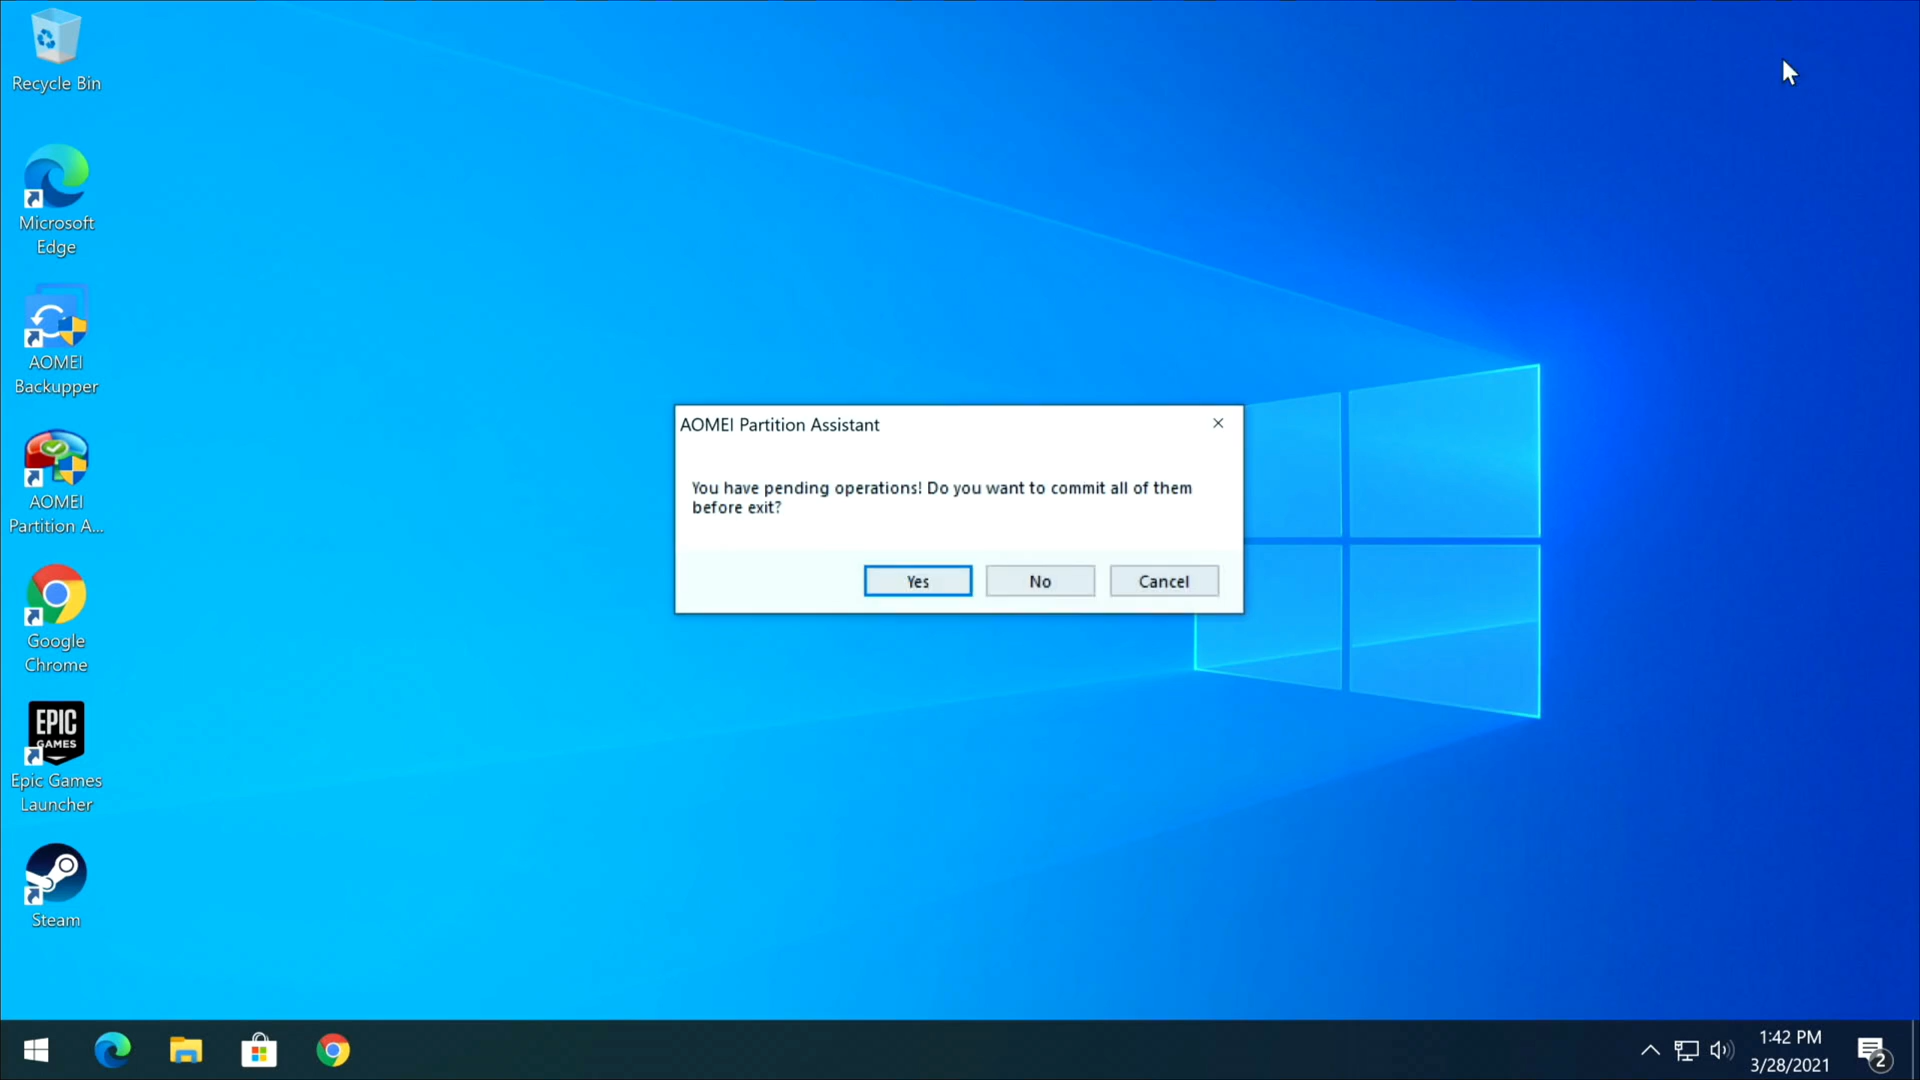 Recycle Bin
Microsoft
Edge
AOMEI
Backupper
AOMEI
Partition A...
Google
Chrome
EPIC
GAMES
Epic Games
Launcher
Steam
AOMEI Partition Assistant
You have pending operations! Do you want to commit all of them
before exit?
Yes
No
Cancel
1:42 PM
3/28/2021
2